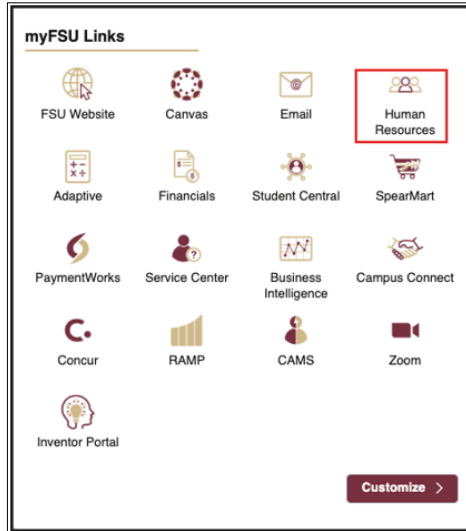 myFSU Links
FSU Website
Canvas
Email
Human
Resources
Adaptive
Financials
Student Central
SpearMart
PaymentWorks
Service Center
Business
Intelligence
Campus Connect
Concur
RAMP
CAMS
Zoom
Inventor Portal
Customize >